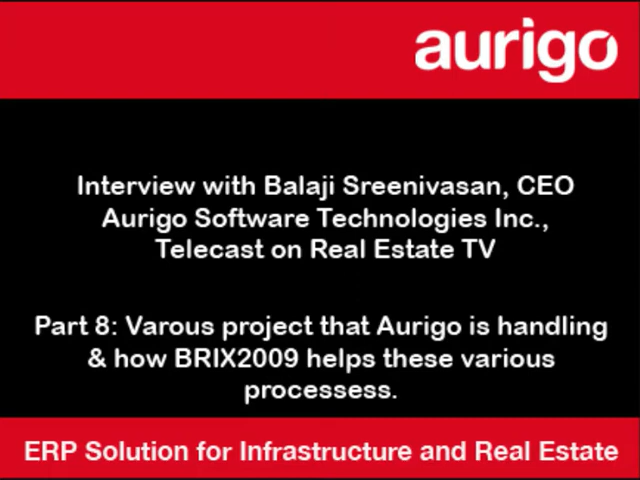 aurigo
Interview with Balaji Sreenivasan, CEO
Aurigo Software Technologies Inc.,
Telecast on Real Estate TV
Part 8: Varous project that Aurigo is handling
& how BRIX2009 helps these various
processess.
ERP Solution for Infrastructure and Real Estate